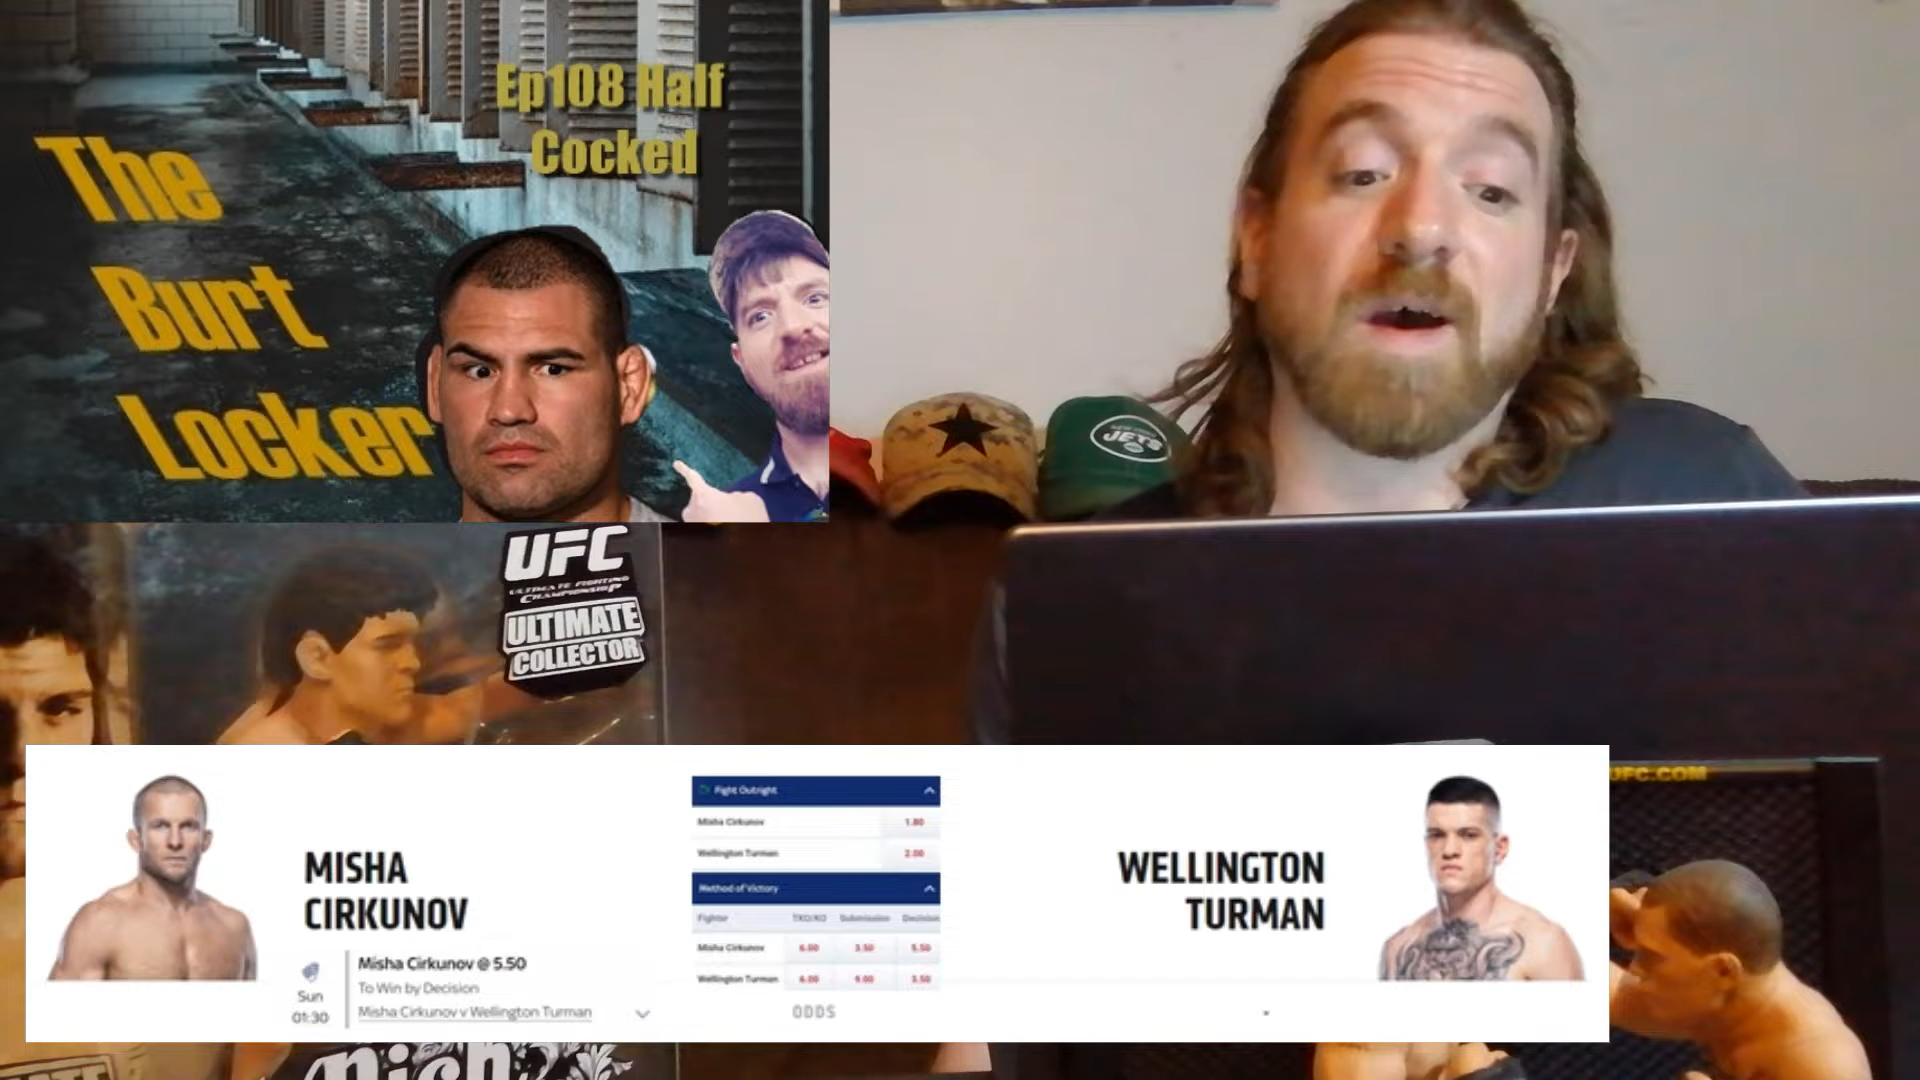 Ep108 Half
Cocked
The
Burt
Locker
NEW YORK
JETS
UFC
ULTIMATE FIGHTING
CHAMPIONSHIP
ULTIMATE
COLLECTOR
UFC.COM
MISHA
CIRKUNOV
Fight Outright
Misha Cirkunov 1.80
Wellington Turman 2.00
Method of Victory
Fighter TKO/KO Submission Decision
Misha Cirkunov 6.00 3.50 5.50
Wellington Turman 6.00 9.00 3.50
ODDS
WELLINGTON
TURMAN
Misha Cirkunov @ 5.50
To Win by Decision
Misha Cirkunov v Wellington Turman
Sun
01:30